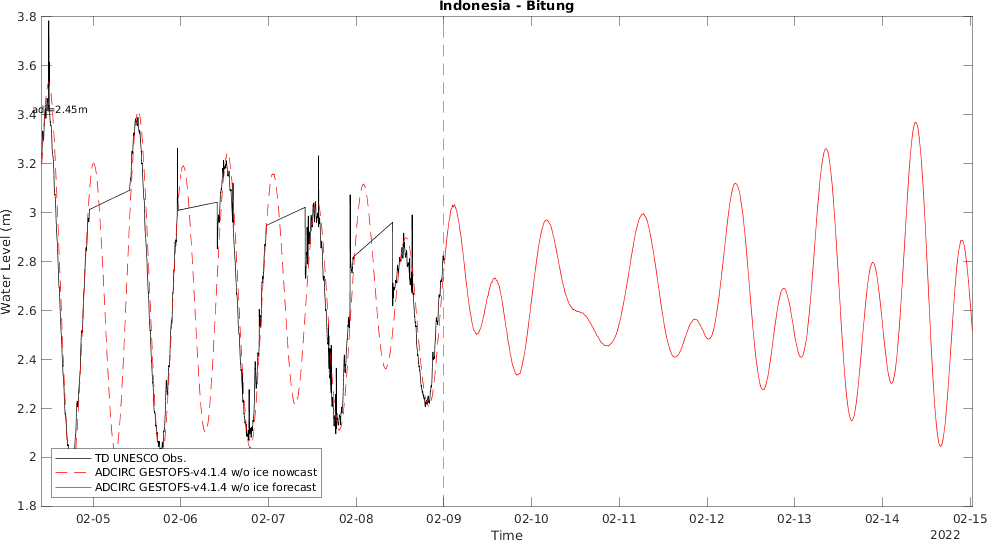 Indonesia - Bitung
3.8
3.6
3.4
3.2
3
2.8
2.6
2.4
2.2
2
1.8
Water Level (m)
=2.45m
TD UNESCO Obs.
ADCIRC GESTOFS-v4.1.4 w/o ice nowcast
ADCIRC GESTOFS-v4.1.4 w/o ice forecast
02-05 02-06 02-07 02-08 02-09 02-10 02-11 02-12 02-13 02-14 02-15
Time
2022